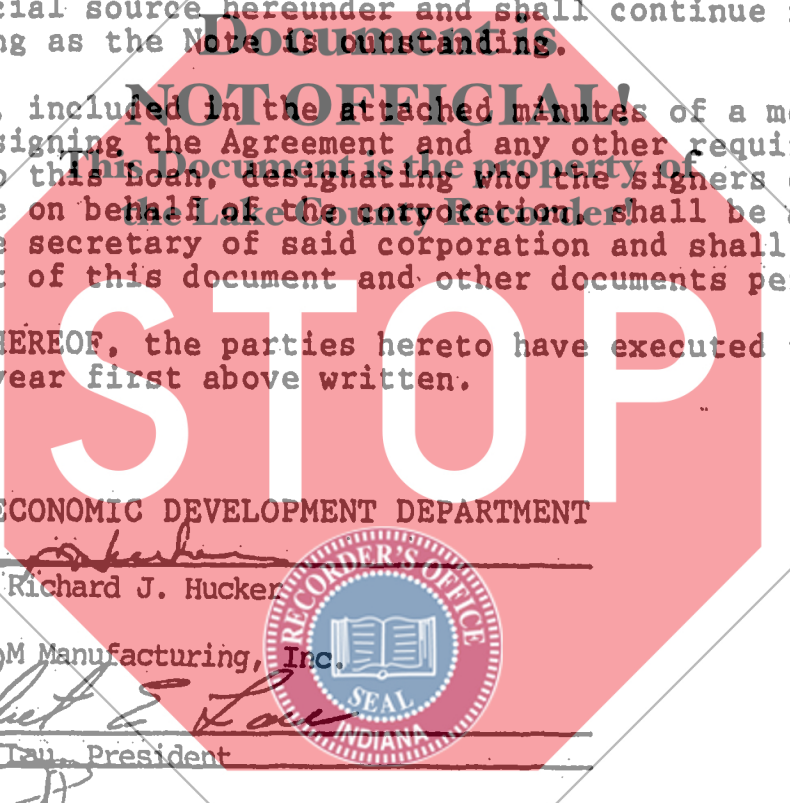 cial source hereunder and shall continue
ng as the Note is outstanding.
Document is
NOT OFFICIAL!
This Document is the property of
the Lake County Recorder!
included in the attached minutes of a
signing the Agreement and any other
this Loan, designating who the signers
on behalf of the corporation, shall be
secretary of said corporation and shall
of this document and other documents
HEREOF, the parties hereto have executed
year first above written.
STOP
ECONOMIC DEVELOPMENT DEPARTMENT
Richard J. Hucker
M Manufacturing, Inc.
E
Tau, President
RECORDER'S OFFICE
SEAL
INDIANA